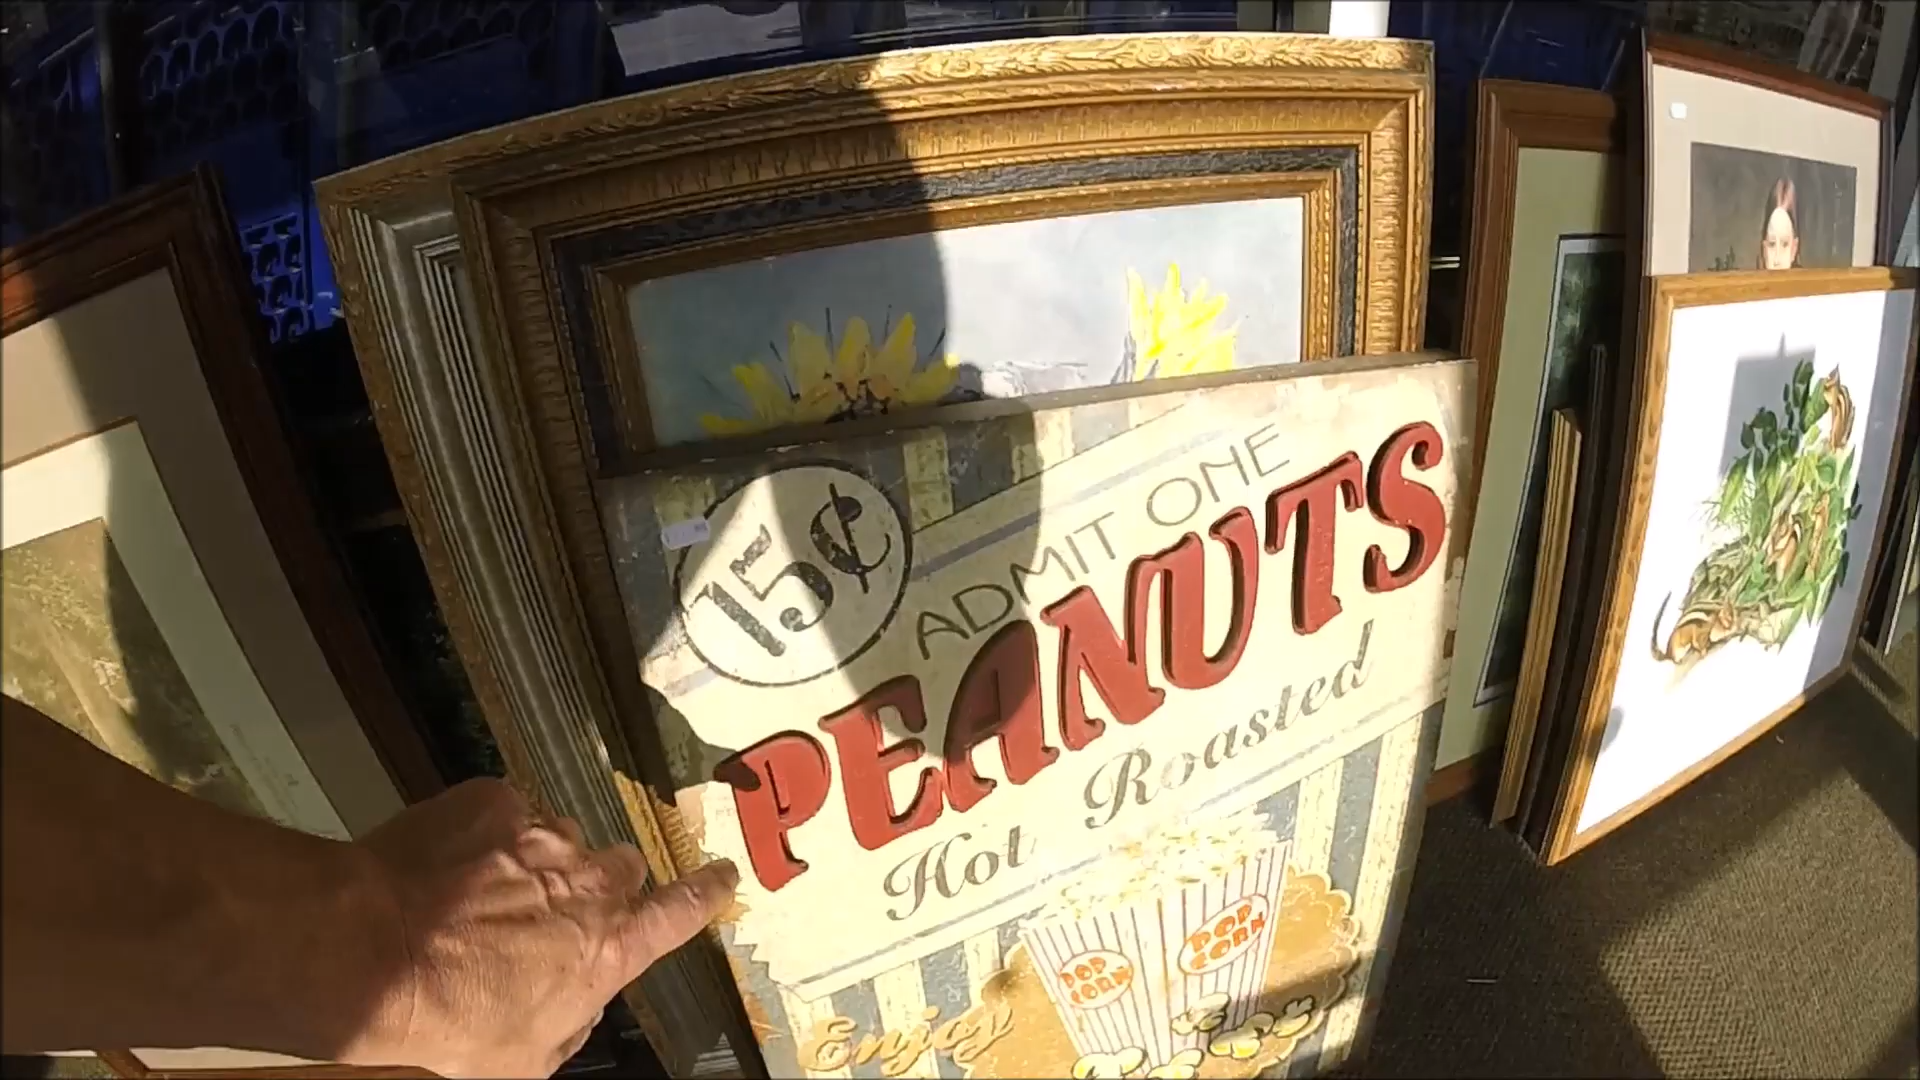 15¢
ADMIT ONE
PEANUTS
Hot Roasted
POP
CORN
POP
CORN
Enjoy